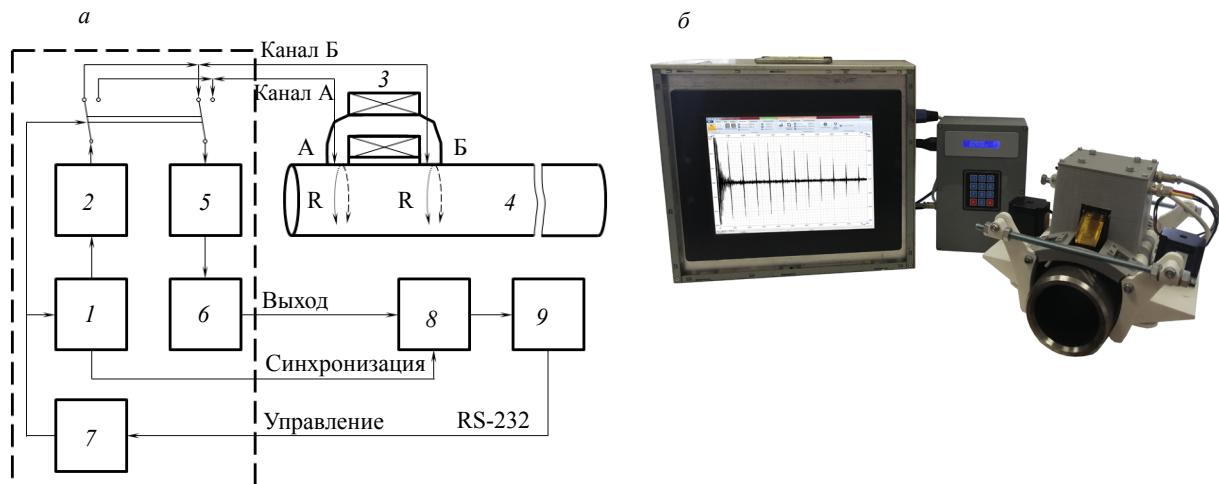 а
б
Канал Б
3
Канал А
А
Б
2
5
R
R
4
Выход
1
6
8
9
Синхронизация
Управление
RS-232
7